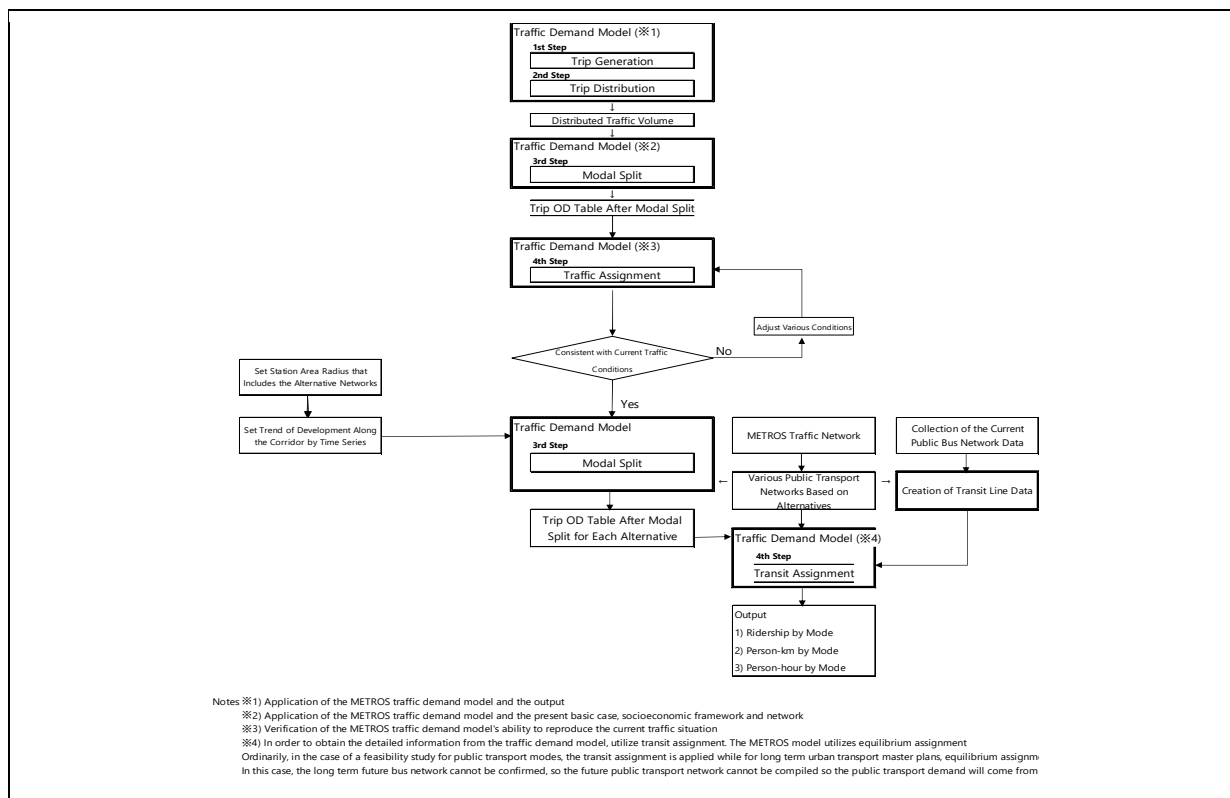 Traffic Demand Model (※1)
1st Step
Trip Generation
2nd Step
Trip Distribution
↓
Distributed Traffic Volume
↓
Traffic Demand Model (※2)
3rd Step
Modal Split
↓
Trip OD Table After Modal Split
Traffic Demand Model (※3)
4th Step
Traffic Assignment
Adjust Various Conditions
Consistent with Current Traffic
Conditions
No
Yes
Set Station Area Radius that
Includes the Alternative Networks
Set Trend of Development Along
the Corridor by Time Series
Traffic Demand Model
3rd Step
Modal Split
METROS Traffic Network
Collection of the Current
Public Bus Network Data
←
Various Public Transport
Networks Based on
Alternatives
→
Creation of Transit Line Data
Trip OD Table After Modal
Split for Each Alternative
Traffic Demand Model (※4)
4th Step
Transit Assignment
Output
1) Ridership by Mode
2) Person-km by Mode
3) Person-hour by Mode
Notes ※1) Application of the METROS traffic demand model and the output
※2) Application of the METROS traffic demand model and the present basic case, socioeconomic framework and network
※3) Verification of the METROS traffic demand model's ability to reproduce the current traffic situation
※4) In order to obtain the detailed information from the traffic demand model, utilize transit assignment. The METROS model utilizes equilibrium assignment
Ordinarily, in the case of a feasibility study for public transport modes, the transit assignment is applied while for long term urban transport master plans, equilibrium assignm
In this case, the long term future bus network cannot be confirmed, so the future public transport network cannot be compiled so the public transport demand will come from